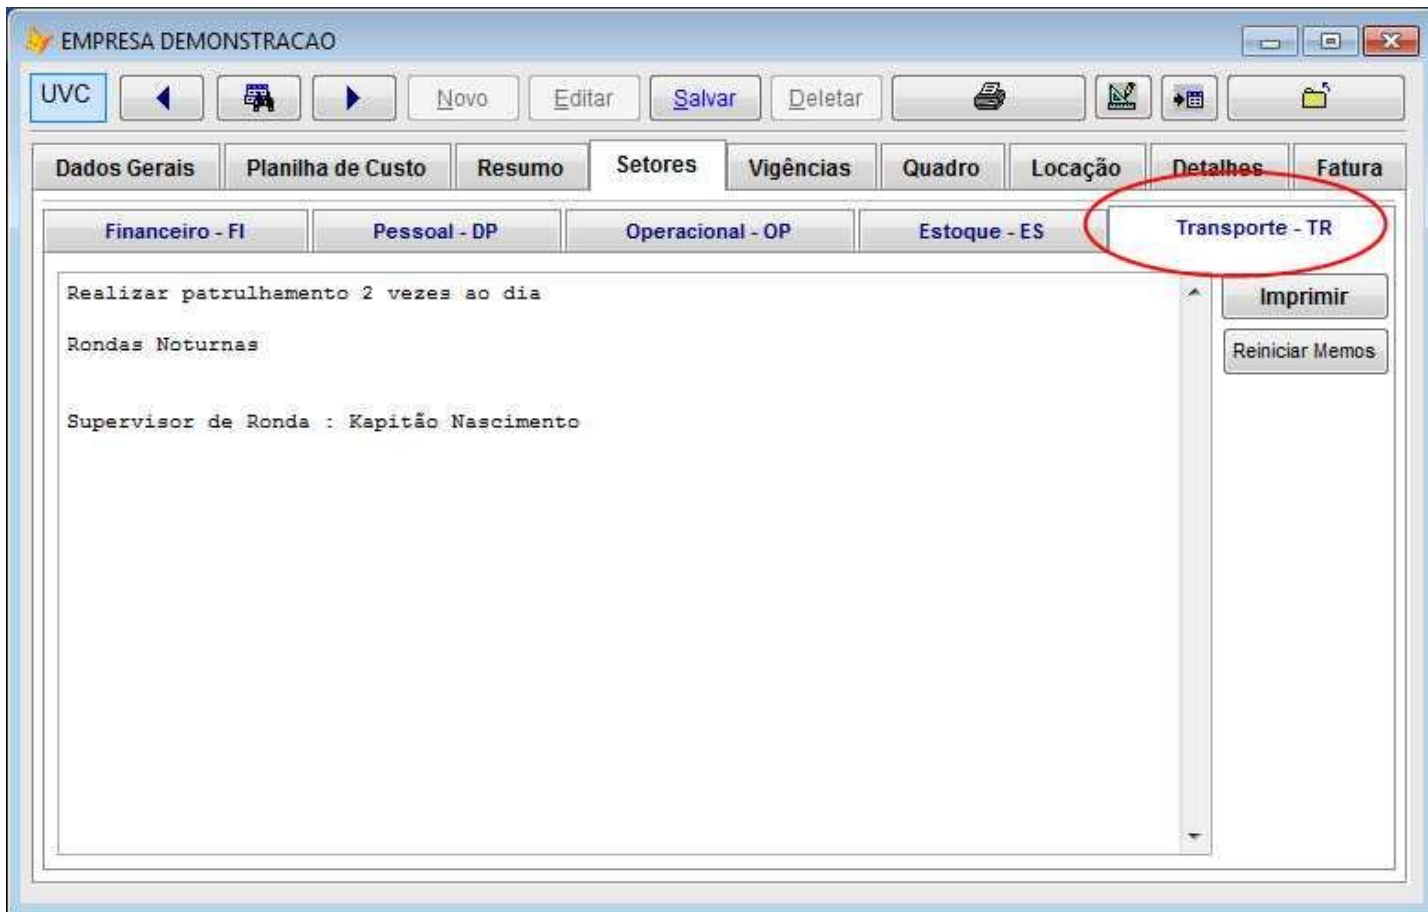 EMPRESA DEMONSTRACAO
UVC Novo Editar Salvar Deletar
Dados Gerais Planilha de Custo Resumo Setores Vigências Quadro Locação Detalhes Fatura
Financeiro - FI Pessoal - DP Operacional - OP Estoque - ES Transporte - TR
Realizar patrulhamento 2 vezes ao dia
Imprimir
Rondas Noturnas
Reiniciar Memos
Supervisor de Ronda : Kapitão Nascimento